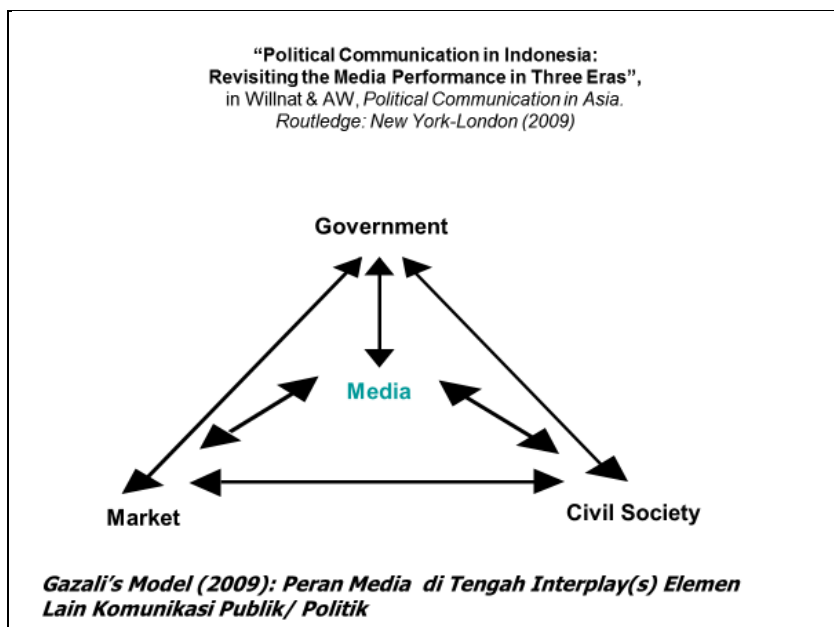 “Political Communication in Indonesia:
Revisiting the Media Performance in Three Eras”,
in Willnat & AW, Political Communication in Asia.
Routledge: New York-London (2009)
Government
Media
Market
Civil Society
Gazali’s Model (2009): Peran Media di Tengah Interplay(s) Elemen
Lain Komunikasi Publik/ Politik